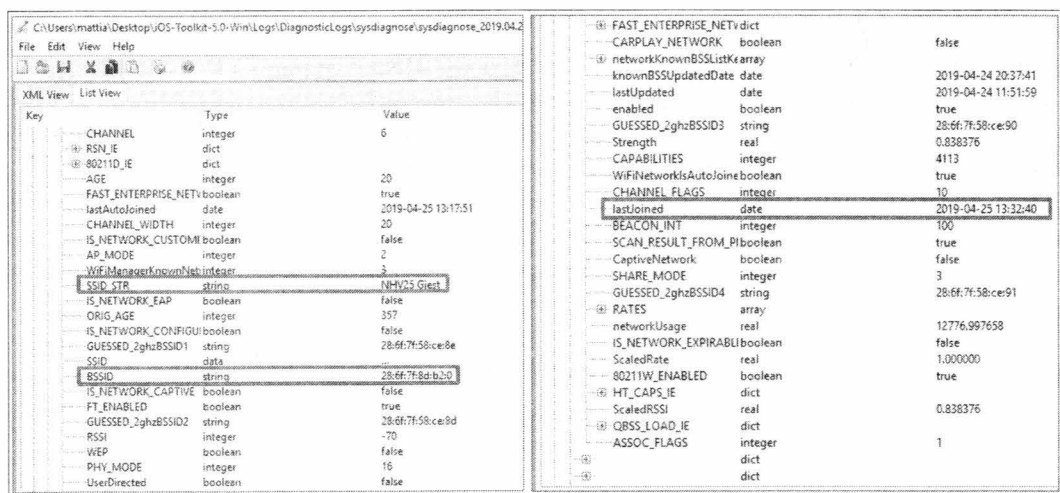 C:\Users\mattia\Desktop\iOS-Toolkit-5.0-Win\Logs\DiagnosticLogs\sysdiagnose\sysdiagnose_2019.04.2
File Edit View Help
XML View List View
Key Type Value
CHANNEL integer 6
RSN_IE dict
80211D_IE dict
AGE integer 20
FAST_ENTERPRISE_NETV boolean true
lastAutoJoined date 2019-04-25 13:17:51
CHANNEL_WIDTH integer 20
IS_NETWORK_CUSTOMI boolean false
AP_MODE integer 2
WiFiManagerKnownNet integer 3
SSID_STR string NHV25 Gjest
IS_NETWORK_EAP boolean false
ORIG_AGE integer 357
IS_NETWORK_CONFIGUI boolean false
GUESSED_2ghzBSSID1 string 28:6f:7f:58:ce:8e
SSID data ...
BSSID string 28:6f:7f:8d:b2:0
IS_NETWORK_CAPTIVE boolean false
FT_ENABLED boolean true
GUESSED_2ghzBSSID2 string 28:6f:7f:58:ce:8d
RSSI integer -70
WEP boolean false
PHY_MODE integer 16
UserDirected boolean false
FAST_ENTERPRISE_NETV dict
CARPLAY_NETWORK boolean false
networkKnownBSSListKe array
knownBSSUpdatedDate date 2019-04-24 20:37:41
lastUpdated date 2019-04-24 11:51:59
enabled boolean true
GUESSED_2ghzBSSID3 string 28:6f:7f:58:ce:90
Strength real 0.838376
CAPABILITIES integer 4113
WiFiNetworkIsAutoJoine boolean true
CHANNEL_FLAGS integer 10
lastJoined date 2019-04-25 13:32:40
BEACON_INT integer 100
SCAN_RESULT_FROM_PI boolean true
CaptiveNetwork boolean false
SHARE_MODE integer 3
GUESSED_2ghzBSSID4 string 28:6f:7f:58:ce:91
RATES array
networkUsage real 12776.997658
IS_NETWORK_EXPIRABLI boolean false
ScaledRate real 1.000000
80211W_ENABLED boolean true
HT_CAPS_IE dict
ScaledRSSI real 0.838376
QBSS_LOAD_IE dict
ASSOC_FLAGS integer 1
dict
dict